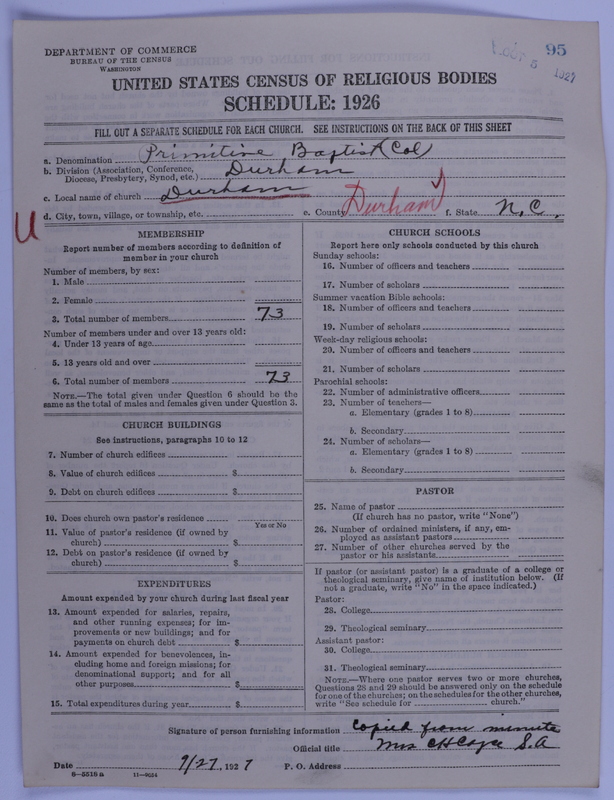 DEPARTMENT OF COMMERCE
BUREAU OF THE CENSUS
WASHINGTON
OCT 5 1927
95
UNITED STATES CENSUS OF RELIGIOUS BODIES
SCHEDULE: 1926
FILL OUT A SEPARATE SCHEDULE FOR EACH CHURCH. SEE INSTRUCTIONS ON THE BACK OF THIS SHEET
a. Denomination Primitive Baptist (Col)
b. Division (Association, Conference, Diocese, Presbytery, Synod, etc.) Durham
c. Local name of church Durham
d. City, town, village, or township, etc. e. County Durham f. State N.C.
U
MEMBERSHIP
Report number of members according to definition of
member in your church
Number of members, by sex:
1. Male
2. Female
3. Total number of members 73
Number of members under and over 13 years old:
4. Under 13 years of age
5. 13 years old and over
6. Total number of members 73
NOTE.—The total given under Question 6 should be the
same as the total of males and females given under Question 3.
CHURCH BUILDINGS
See instructions, paragraphs 10 to 12
7. Number of church edifices
8. Value of church edifices $
9. Debt on church edifices $
10. Does church own pastor's residence
Yes or No
11. Value of pastor's residence (if owned by
church) $
12. Debt on pastor's residence (if owned by
church) $
EXPENDITURES
Amount expended by your church during last fiscal year
13. Amount expended for salaries, repairs,
and other running expenses; for im-
provements or new buildings; and for
payments on church debt $
14. Amount expended for benevolences, in-
cluding home and foreign missions; for
denominational support; and for all
other purposes $
15. Total expenditures during year $
CHURCH SCHOOLS
Report here only schools conducted by this church
Sunday schools:
16. Number of officers and teachers
17. Number of scholars
Summer vacation Bible schools:
18. Number of officers and teachers
19. Number of scholars
Week-day religious schools:
20. Number of officers and teachers
21. Number of scholars
Parochial schools:
22. Number of administrative officers
23. Number of teachers—
a. Elementary (grades 1 to 8)
b. Secondary
24. Number of scholars—
a. Elementary (grades 1 to 8)
b. Secondary
PASTOR
25. Name of pastor
(If church has no pastor, write "None")
26. Number of ordained ministers, if any, em-
ployed as assistant pastors
27. Number of other churches served by the
pastor or his assistants
If pastor (or assistant pastor) is a graduate of a college or
theological seminary, give name of institution below. (If
not a graduate, write "No" in the space indicated.)
Pastor:
28. College
29. Theological seminary
Assistant pastor:
30. College
31. Theological seminary
NOTE.—Where one pastor serves two or more churches,
Questions 28 and 29 should be answered only on the schedule
for one of the churches; on the schedules for the other churches,
write "See schedule for church."
Signature of person furnishing information Copied from minute
Official title Mrs C H S.A
Date 9/27, 1927 P. O. Address
8-5518 a 11-9054